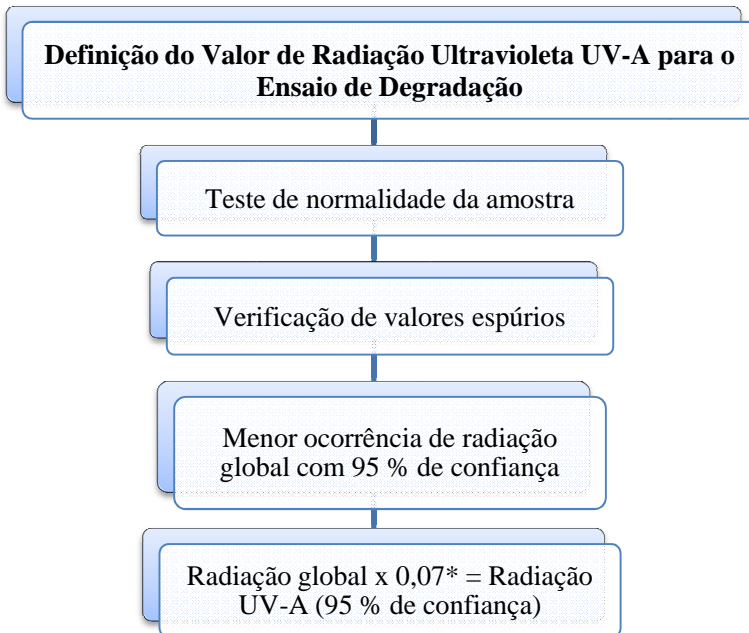 Definição do Valor de Radiação Ultravioleta UV-A para o
Ensaio de Degradação
Teste de normalidade da amostra
Verificação de valores espúrios
Menor ocorrência de radiação
global com 95 % de confiança
Radiação global x 0,07* = Radiação
UV-A (95 % de confiança)